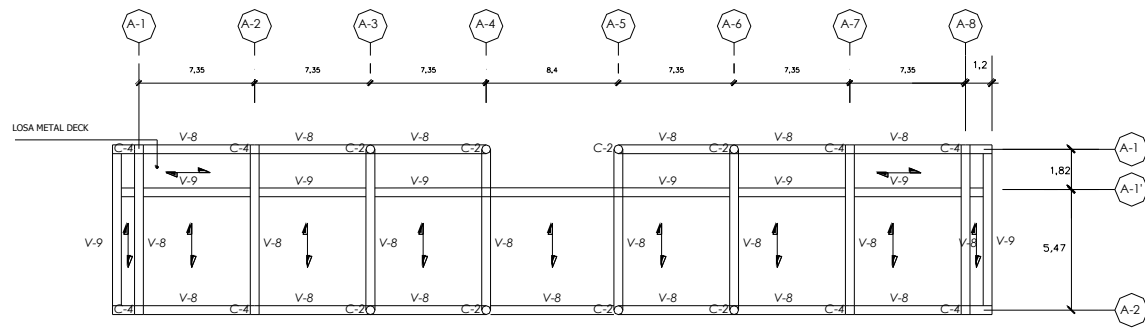 A-1 A-2 A-3 A-4 A-5 A-6 A-7 A-8
7,35 7,35 7,35 8,4 7,35 7,35 7,35 1,2
LOSA METAL DECK
V-8 V-8 V-8 V-8 V-8 V-8
C-4 C-4 C-2 C-2 C-2 C-2 C-4 C-4 A-1
1,82
V-9 V-9 V-9 V-9 V-9 V-9 A-1'
V-9 V-8 V-8 V-8 V-8 V-8 V-8 V-8 V-8 V-9
5,47
V-8 V-8 V-8 V-8 V-8 V-8
C-4 C-4 C-2 C-2 C-2 C-2 C-4 C-4 A-2